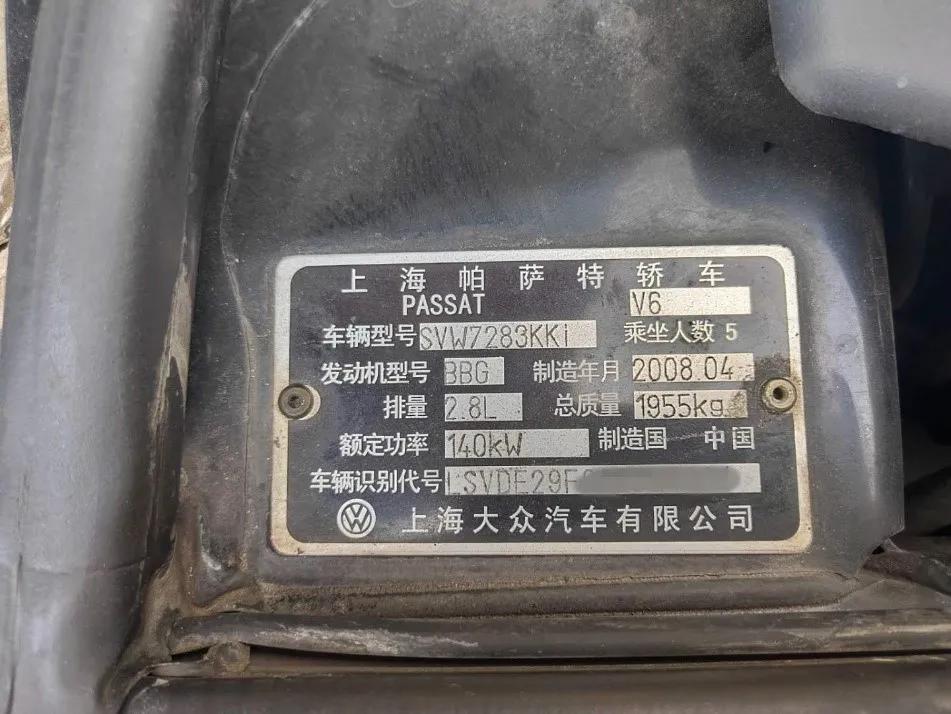 上海帕萨特轿车
PASSAT V6
车辆型号 SVW7283KKI 乘坐人数 5
发动机型号 BBG 制造年月 2008.04
排量 2.8L 总质量 1955kg
额定功率 140kW 制造国 中国
车辆识别代号 LSVDE29F
上海大众汽车有限公司